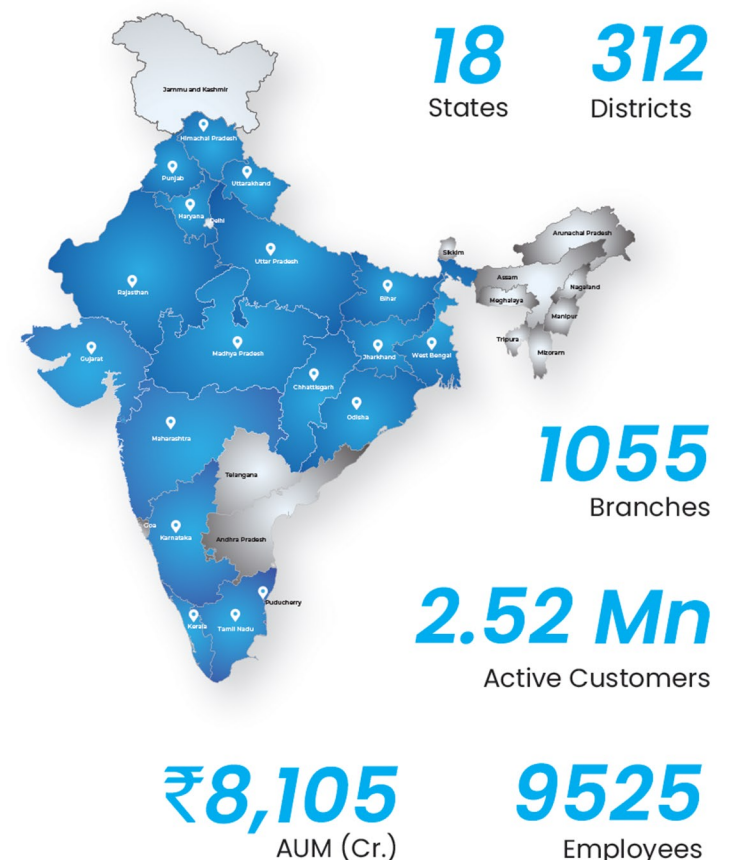 18
States
312
Districts
Jammu and Kashmir
Himachal Pradesh
Punjab
Uttarakhand
Haryana
Delhi
Uttar Pradesh
Rajasthan
Bihar
Sikkim
Arunachal Pradesh
Assam
Nagaland
Meghalaya
Manipur
Tripura
Mizoram
Gujarat
Madhya Pradesh
Jharkhand
West Bengal
Chhattisgarh
Odisha
Maharashtra
Telangana
Goa
Karnataka
Andhra Pradesh
Puducherry
Kerala
Tamil Nadu
1055
Branches
2.52 Mn
Active Customers
₹8,105
AUM (Cr.)
9525
Employees